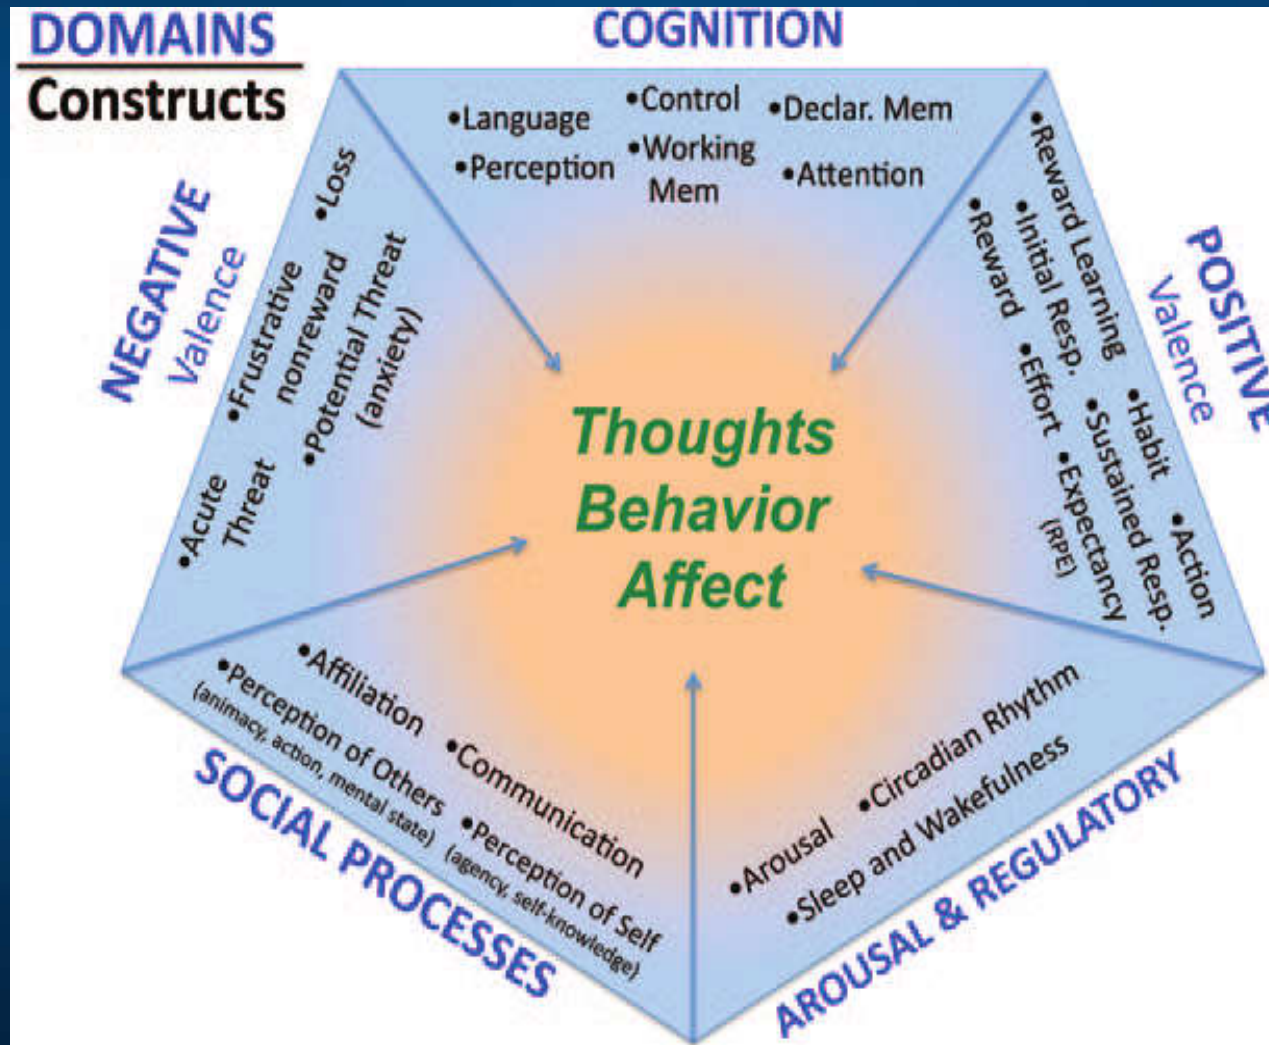 DOMAINS
Constructs
COGNITION
•Language
•Control
•Declar. Mem
•Perception
•Working
Mem
•Attention
NEGATIVE
Valence
•Loss
•Frustrative
nonreward
•Potential Threat
(anxiety)
•Acute
Threat
POSITIVE
Valence
•Reward Learning
•Initial Resp.
•Reward
•Habit
•Sustained Resp.
•Effort
•Action
•Expectancy
(RPE)
Thoughts
Behavior
Affect
SOCIAL PROCESSES
•Affiliation
•Perception of Others
(animacy, action, mental state)
•Communication
•Perception of Self
(agency, self-knowledge)
AROUSAL & REGULATORY
•Circadian Rhythm
•Arousal
•Sleep and Wakefulness